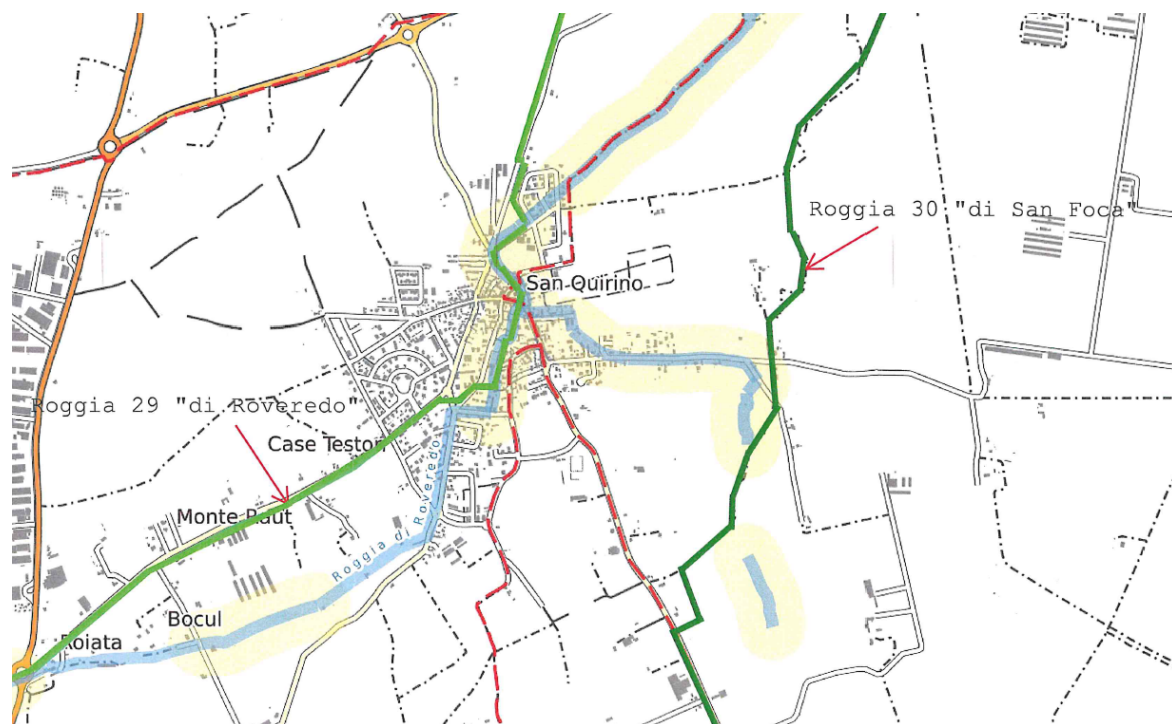 Roggia 30 "di San Foca"
San Quirino
Roggia 29 "di Roveredo"
Case Teston
Roggia di Roveredo
Monte Raut
Bocul
Roiata